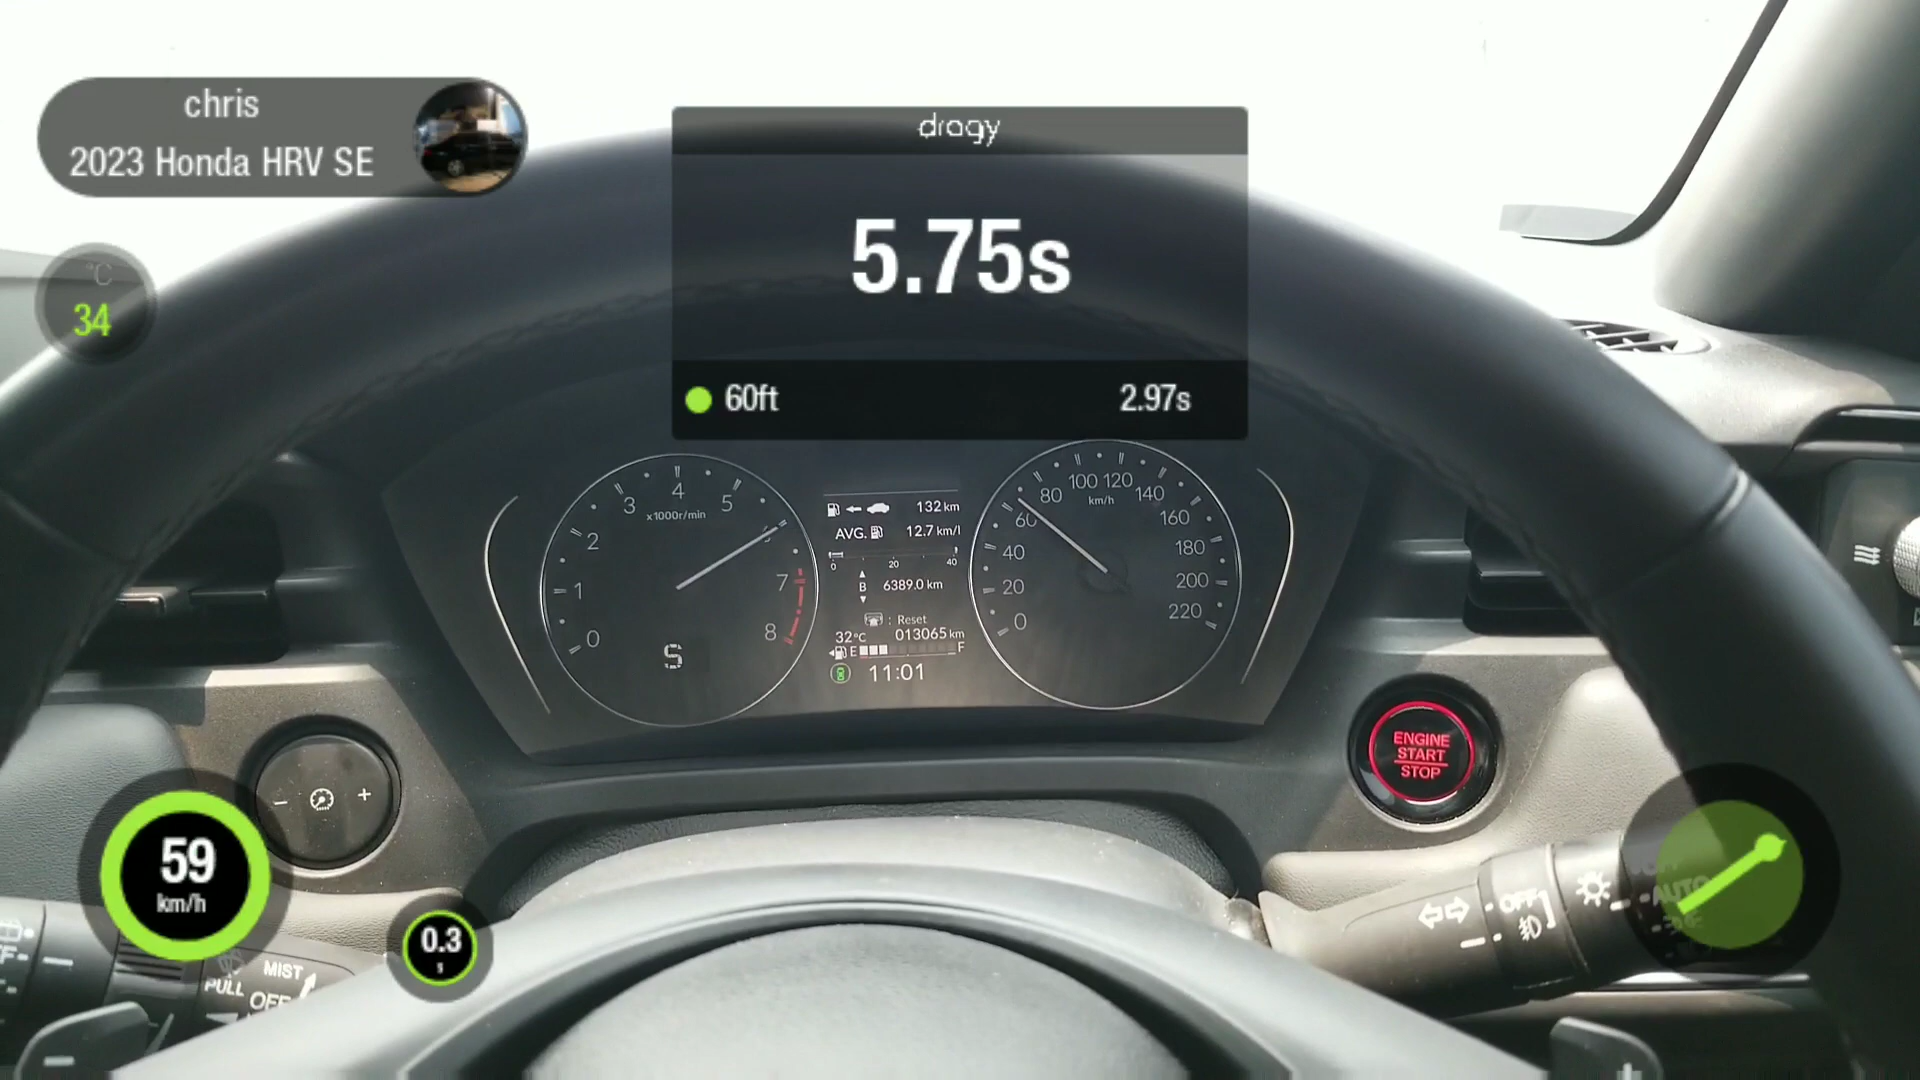 chris
2023 Honda HRV SE
dragy
5.75s
60ft 2.97s
°C
34
0 1 2 3 4 5 6 7 8
x1000r/min
S
132 km
AVG. 12.7 km/l
0 20 40
B 6389.0 km
: Reset
32°C 013065 km
E F
11:01
0 20 40 60 80 100 120 140 160 180 200 220
km/h
ENGINE
START
STOP
- +
59
km/h
0.3
MIST
PULL
OFF
OFF
AUTO
- +